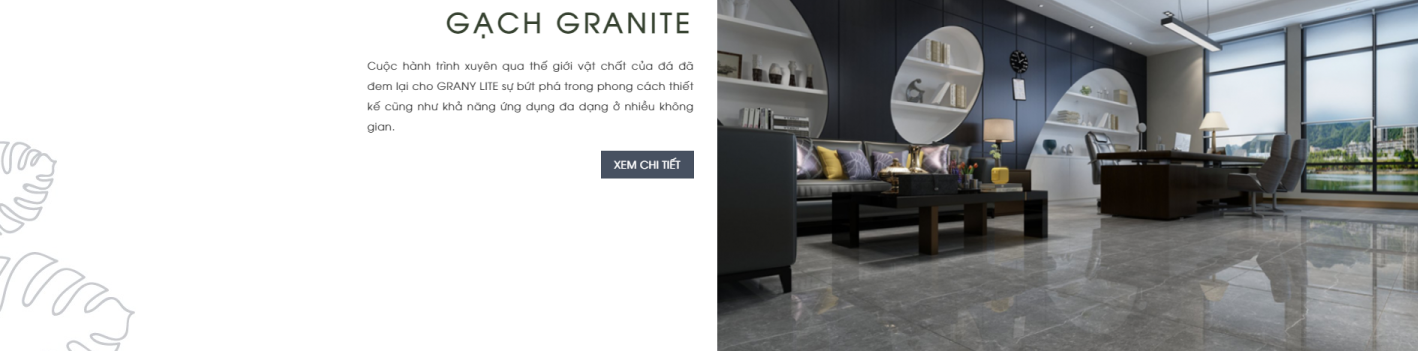 GẠCH GRANITE
Cuộc hành trình xuyên qua thế giới vật chất của đá đã
đem lại cho GRANY LITE sự bứt phá trong phong cách thiết
kế cũng như khả năng ứng dụng đa dạng ở nhiều không
gian.
XEM CHI TIẾT